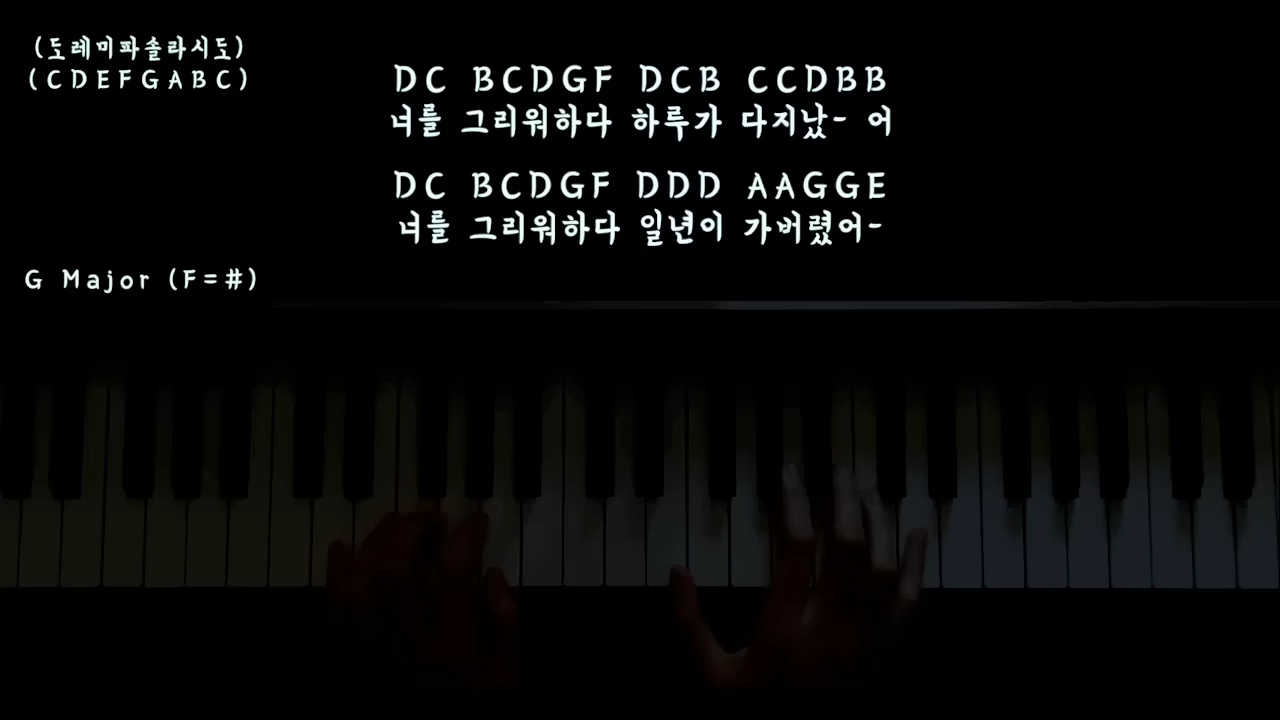 (도레미파솔라시도)
(CDEFGABC)
DC BCDGF DCB CCDBB
너를 그리워하다 하루가 다지났- 어
DC BCDGF DDD AAGGE
너를 그리워하다 일년이 가버렸어-
G Major (F=#)